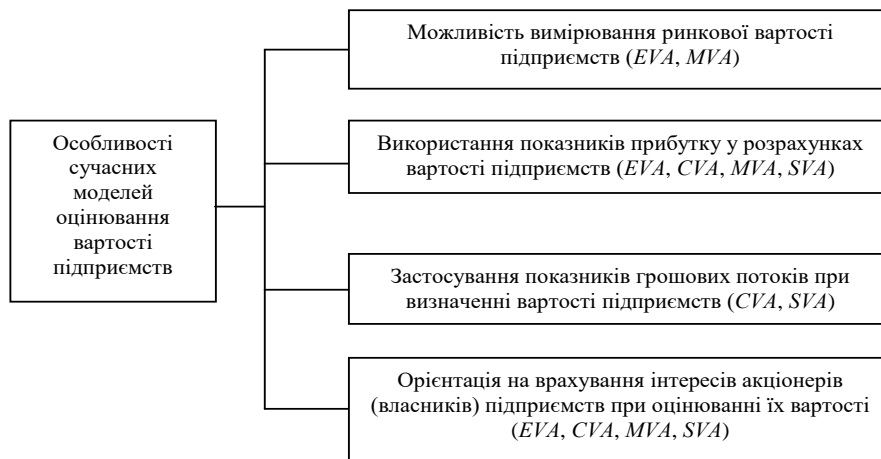 Можливість вимірювання ринкової вартості
підприємств (EVA, MVA)
Особливості
сучасних
моделей
оцінювання
вартості
підприємств
Використання показників прибутку у розрахунках
вартості підприємств (EVA, CVA, MVA, SVA)
Застосування показників грошових потоків при
визначенні вартості підприємств (CVA, SVA)
Орієнтація на врахування інтересів акціонерів
(власників) підприємств при оцінюванні їх вартості
(EVA, CVA, MVA, SVA)